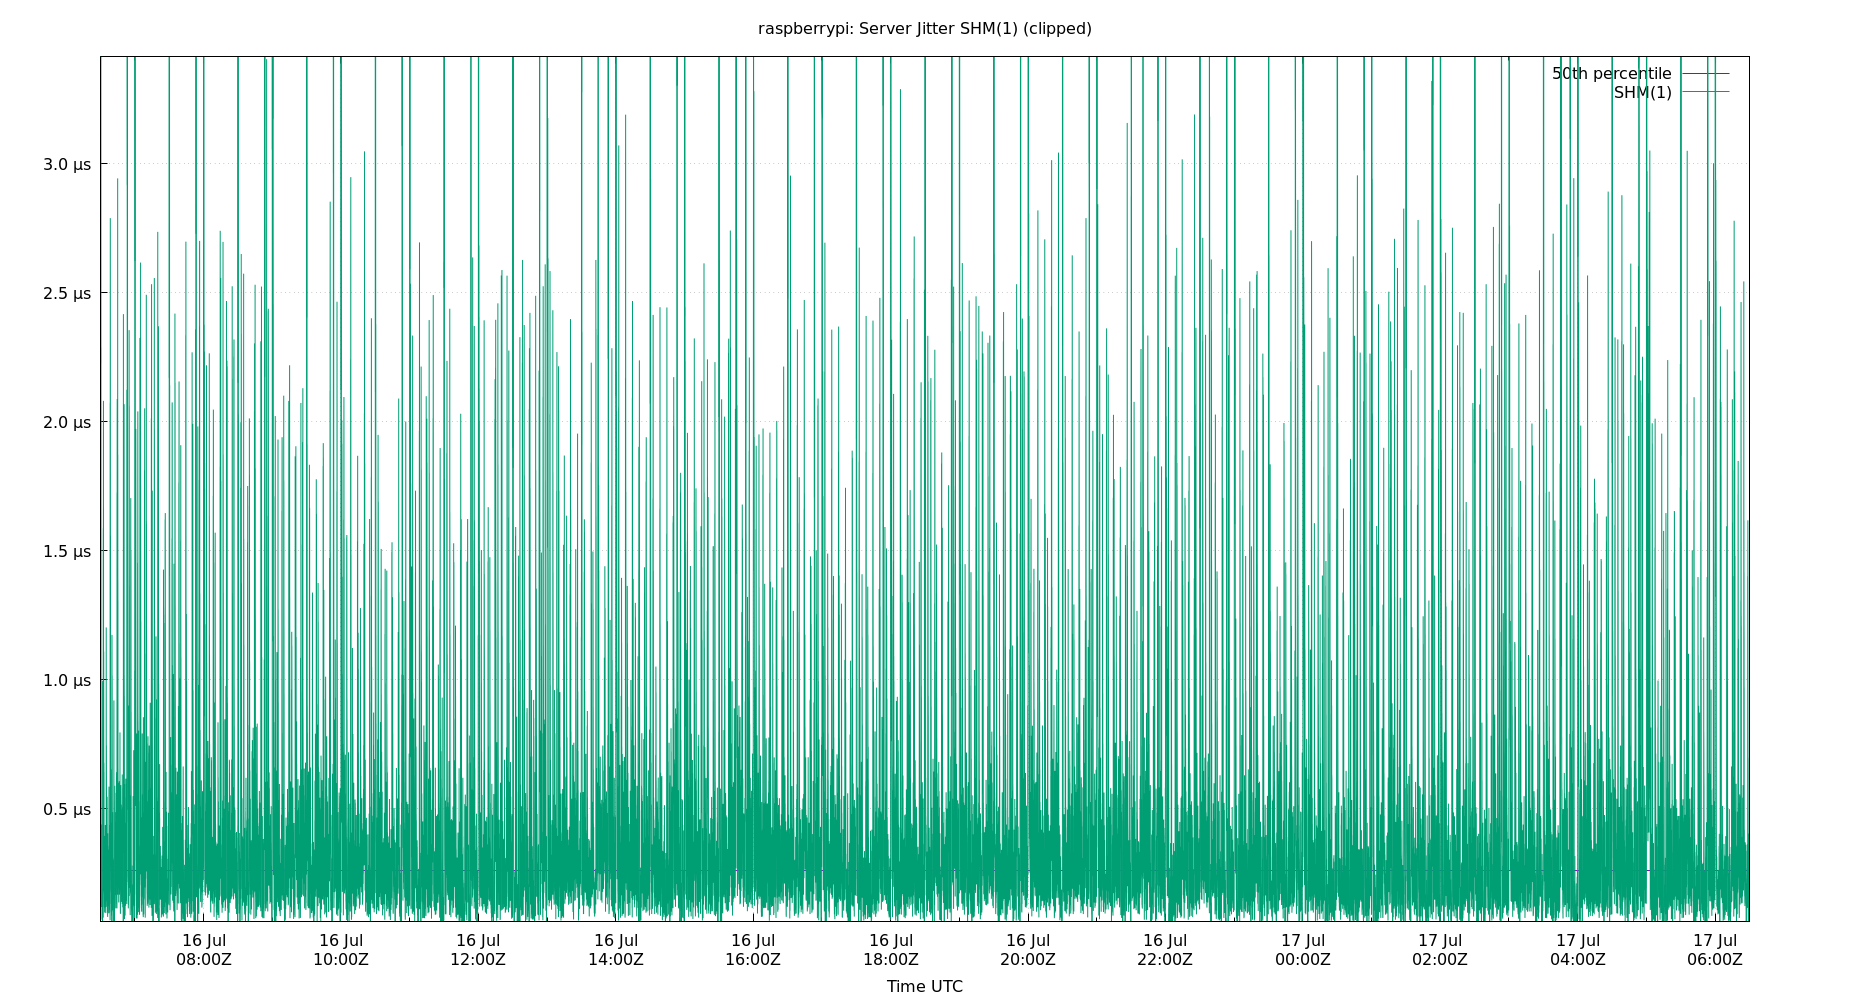 raspberrypi: Server Jitter SHM(1) (clipped)
50th percentile
SHM(1)
3.0 µs
2.5 µs
2.0 µs
1.5 µs
1.0 µs
0.5 µs
16 Jul 16 Jul 16 Jul 16 Jul 16 Jul 16 Jul 16 Jul 16 Jul 17 Jul 17 Jul 17 Jul 17 Jul
08:00Z 10:00Z 12:00Z 14:00Z 16:00Z 18:00Z 20:00Z 22:00Z 00:00Z 02:00Z 04:00Z 06:00Z
Time UTC